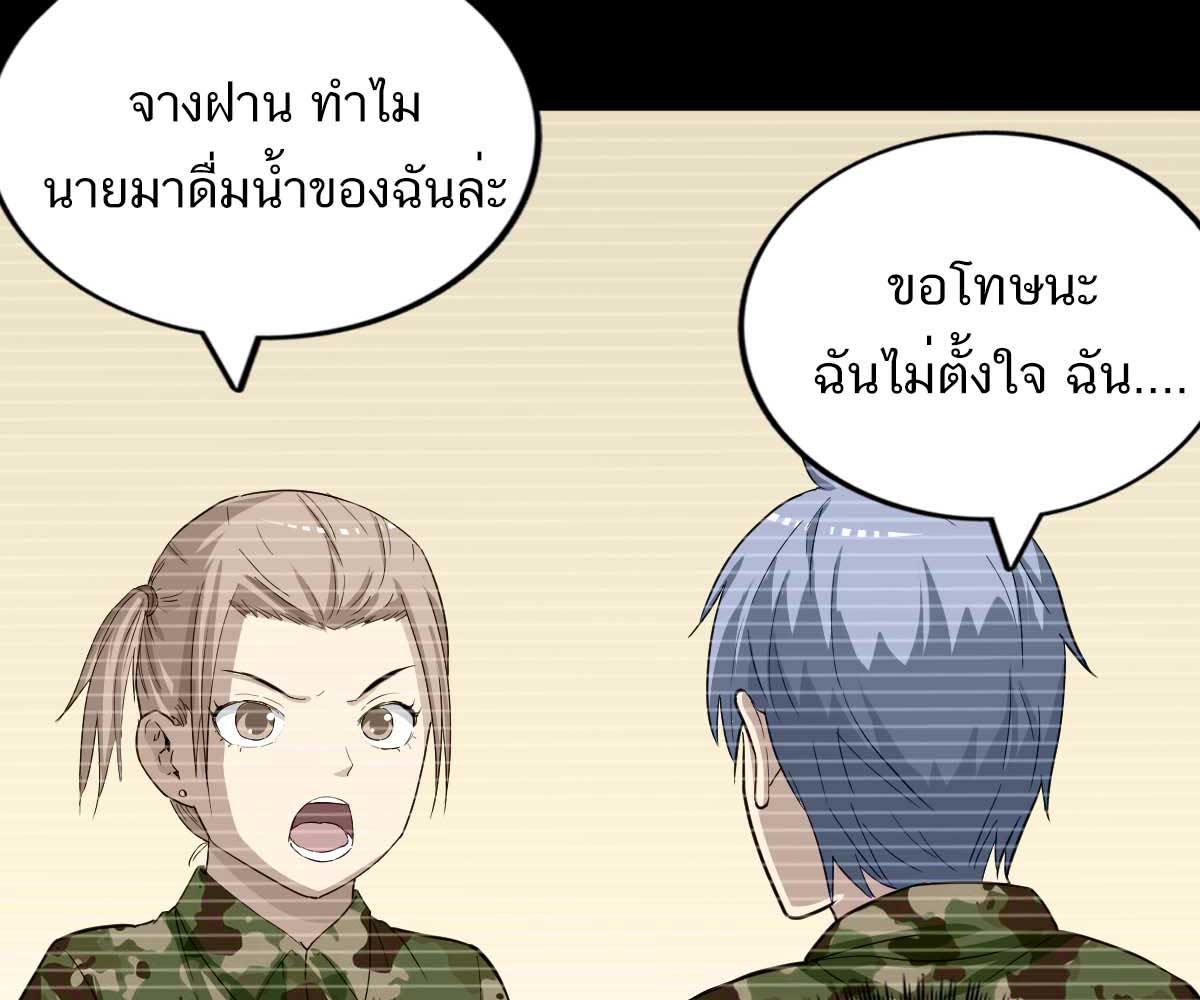 จางฝาน ทำไม
นายมาดื่มน้ำของฉันล่ะ
ขอโทษนะ
ฉันไม่ตั้งใจ ฉัน....